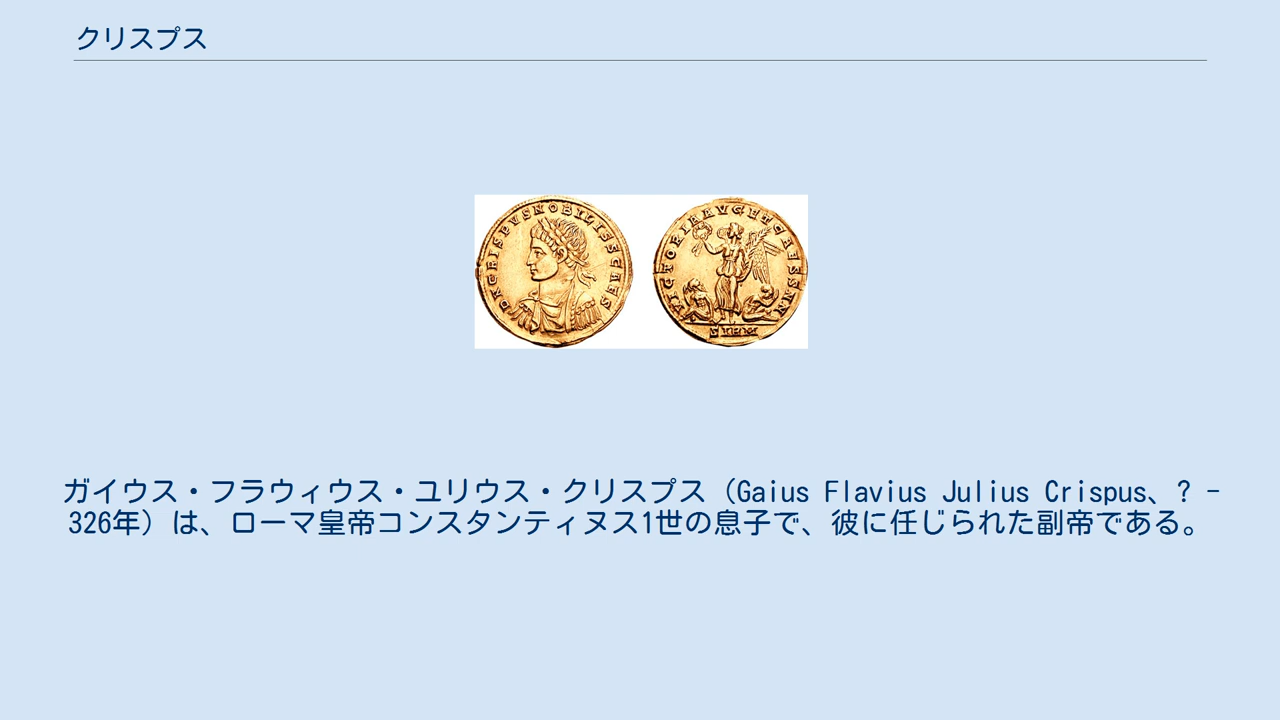 クリスプス
DNCRISPVSNOBILISSCAES
VICTORIAAVGETCAESSNN
SIRM
ガイウス・フラウィウス・ユリウス・クリスプス（Gaius Flavius Julius Crispus、? -
326年）は、ローマ皇帝コンスタンティヌス1世の息子で、彼に任じられた副帝である。